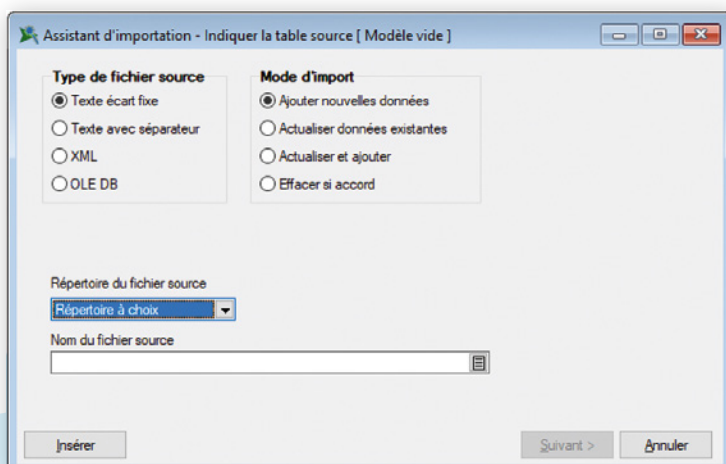 Assistant d'importation - Indiquer la table source [ Modèle vide ]
Type de fichier source
Texte écart fixe
Texte avec séparateur
XML
OLE DB
Mode d'import
Ajouter nouvelles données
Actualiser données existantes
Actualiser et ajouter
Effacer si accord
Répertoire du fichier source
Répertoire à choix
Nom du fichier source
Insérer
Suivant >
Annuler